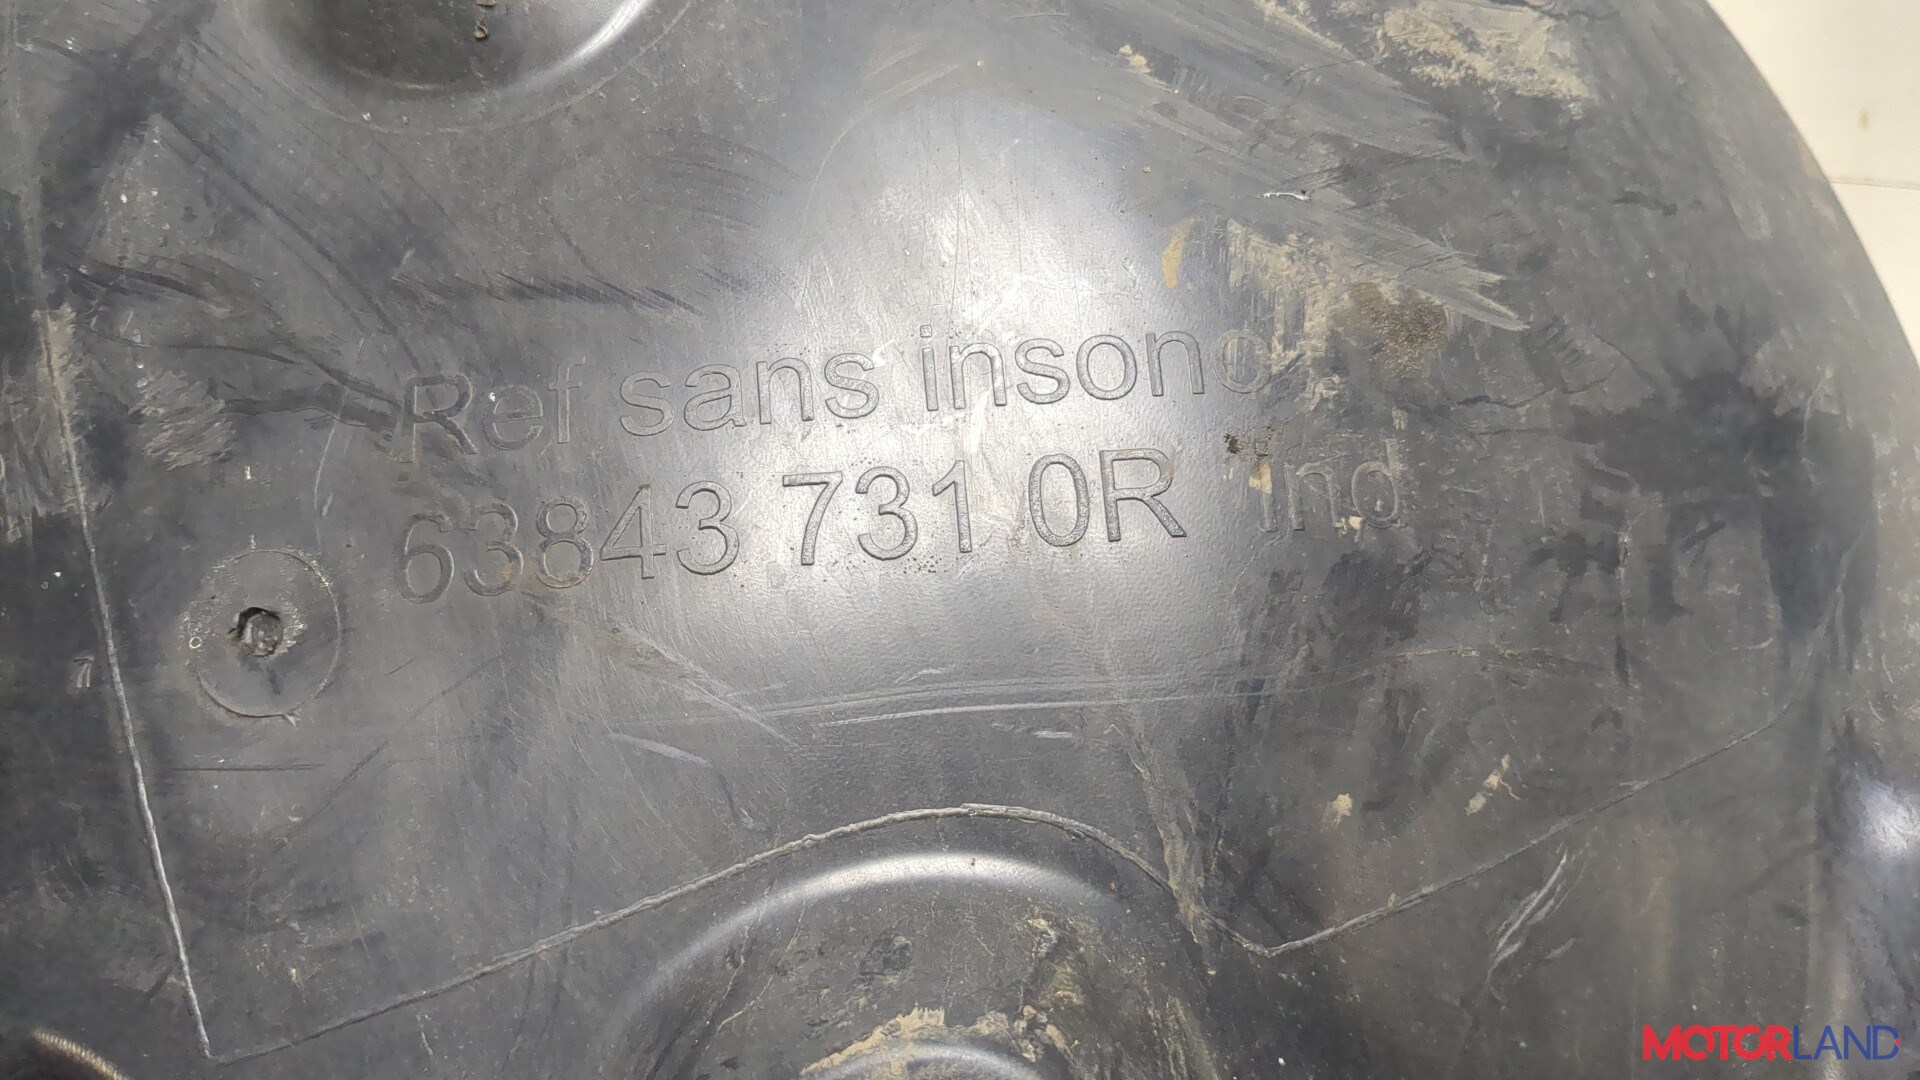 Ref sans insono
63843 731 0R ind
MOTORLAND